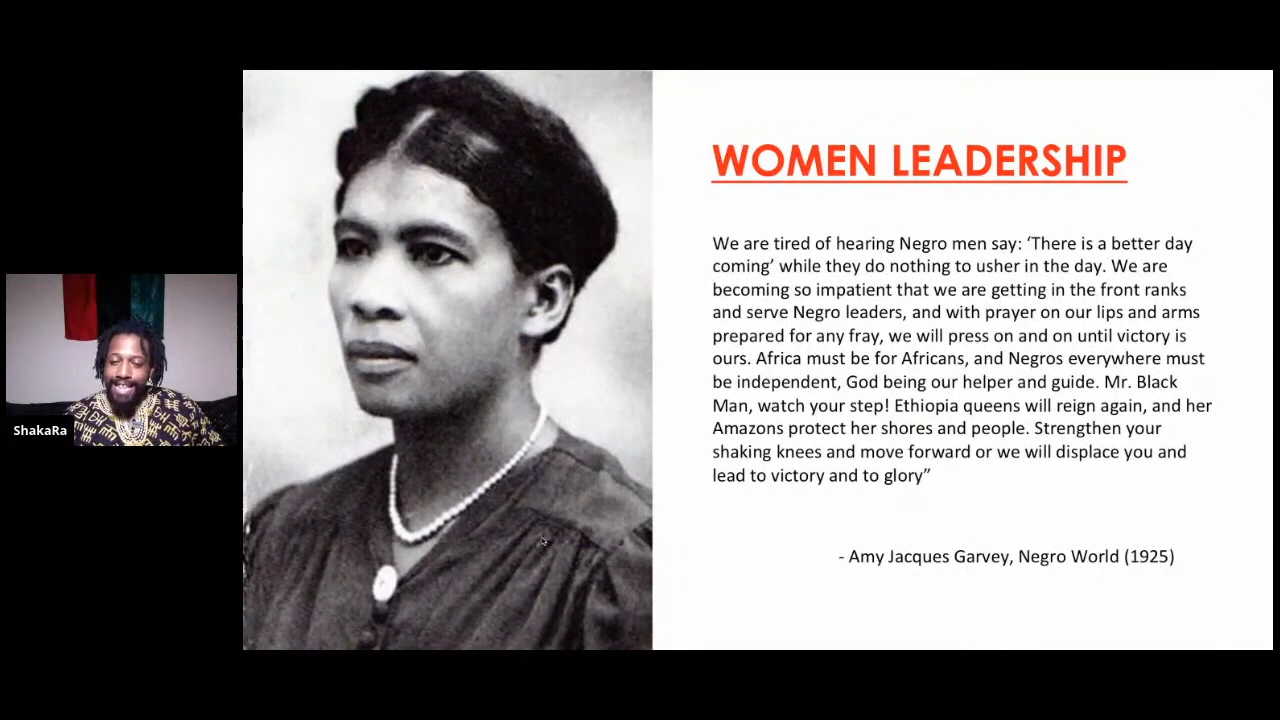 ShakaRa
WOMEN LEADERSHIP
We are tired of hearing Negro men say: ‘There is a better day
coming’ while they do nothing to usher in the day. We are
becoming so impatient that we are getting in the front ranks
and serve Negro leaders, and with prayer on our lips and arms
prepared for any fray, we will press on and on until victory is
ours. Africa must be for Africans, and Negros everywhere must
be independent, God being our helper and guide. Mr. Black
Man, watch your step! Ethiopia queens will reign again, and her
Amazons protect her shores and people. Strengthen your
shaking knees and move forward or we will displace you and
lead to victory and to glory”
- Amy Jacques Garvey, Negro World (1925)